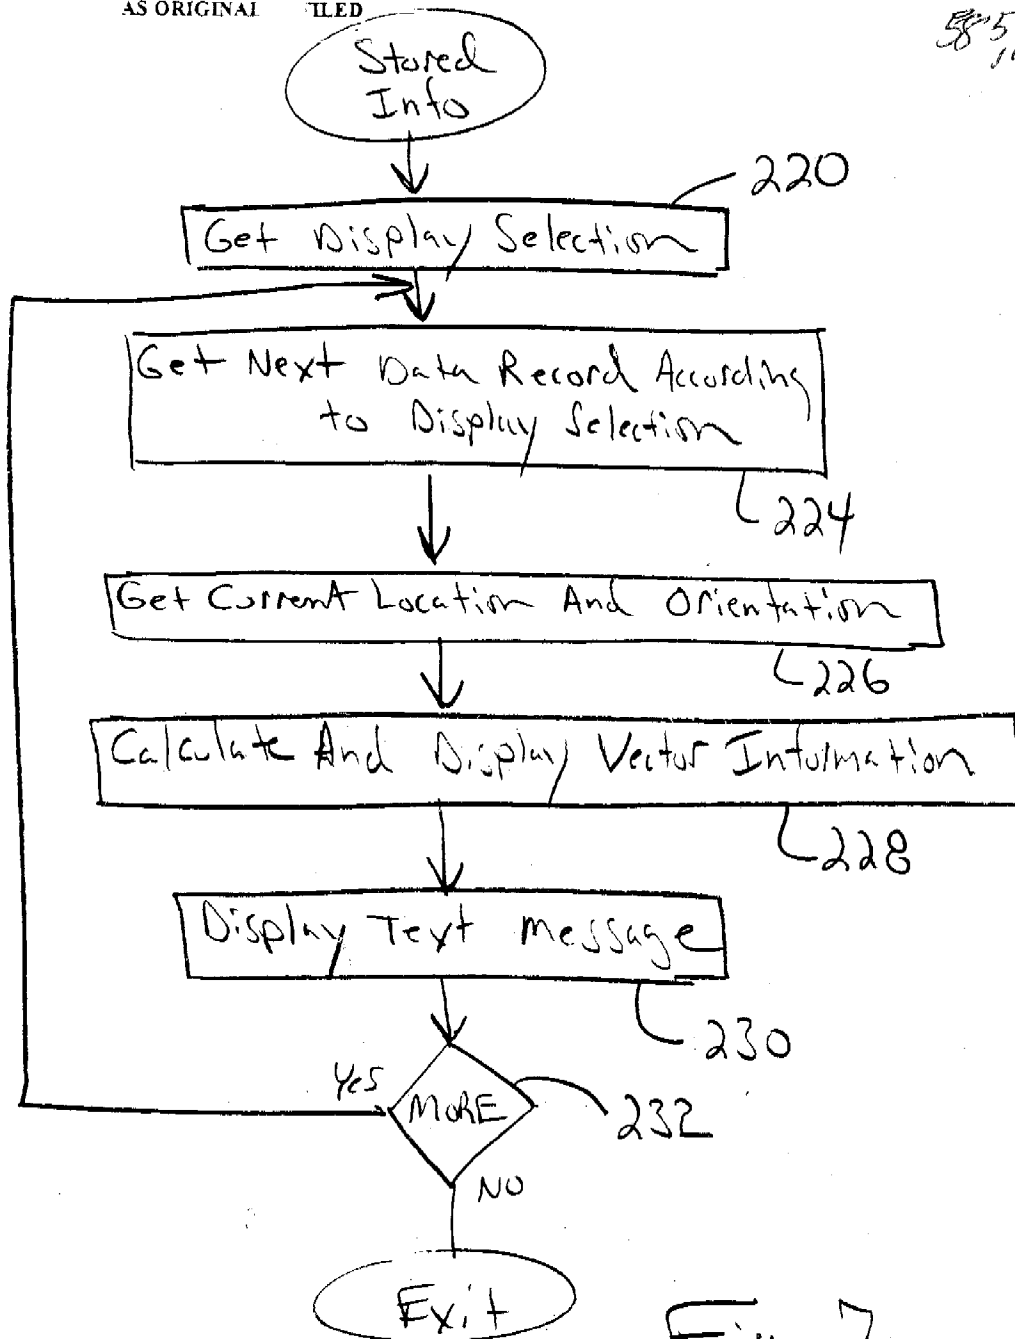 AS ORIGINAL
Stored
Info
220
Get Display Selection
Get Next Data Record According
to Display Selection
224
Get Current Location And Orientation
226
Calculate And Display Vector Information
228
Display Text Message
230
Yes
MORE
232
NO
Exit